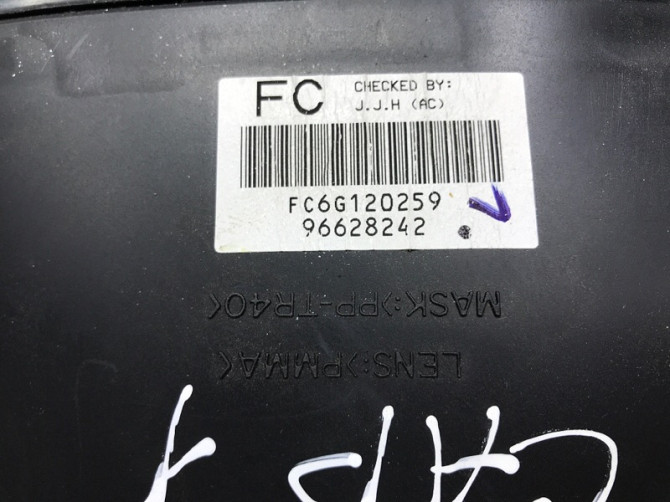 FC
CHECKED BY:
J.J.H (AC)
FC6G120259
96628242
MASK:>PP-TR40<
LENS:>PMMA<